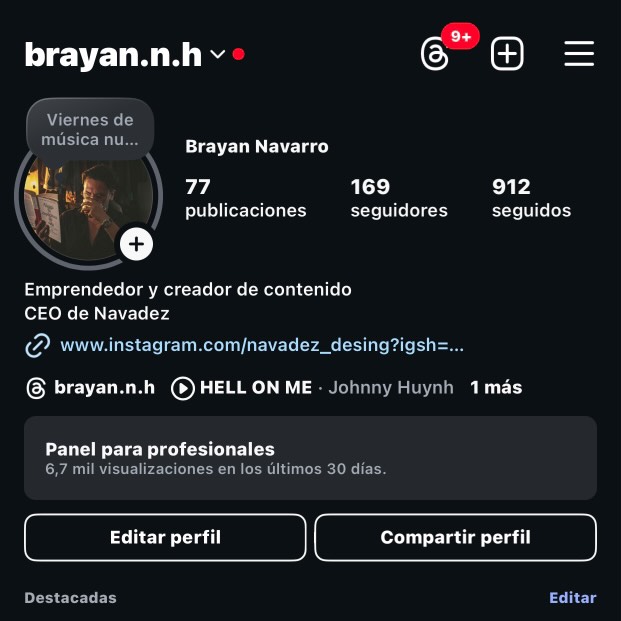 brayan.n.h
9+
Viernes de
música nu...
Brayan Navarro
77
publicaciones
169
seguidores
912
seguidos
Emprendedor y creador de contenido
CEO de Navadez
www.instagram.com/navadez_desing?igsh=...
brayan.n.h HELL ON ME · Johnny Huynh 1 más
Panel para profesionales
6,7 mil visualizaciones en los últimos 30 días.
Editar perfil
Compartir perfil
Destacadas
Editar